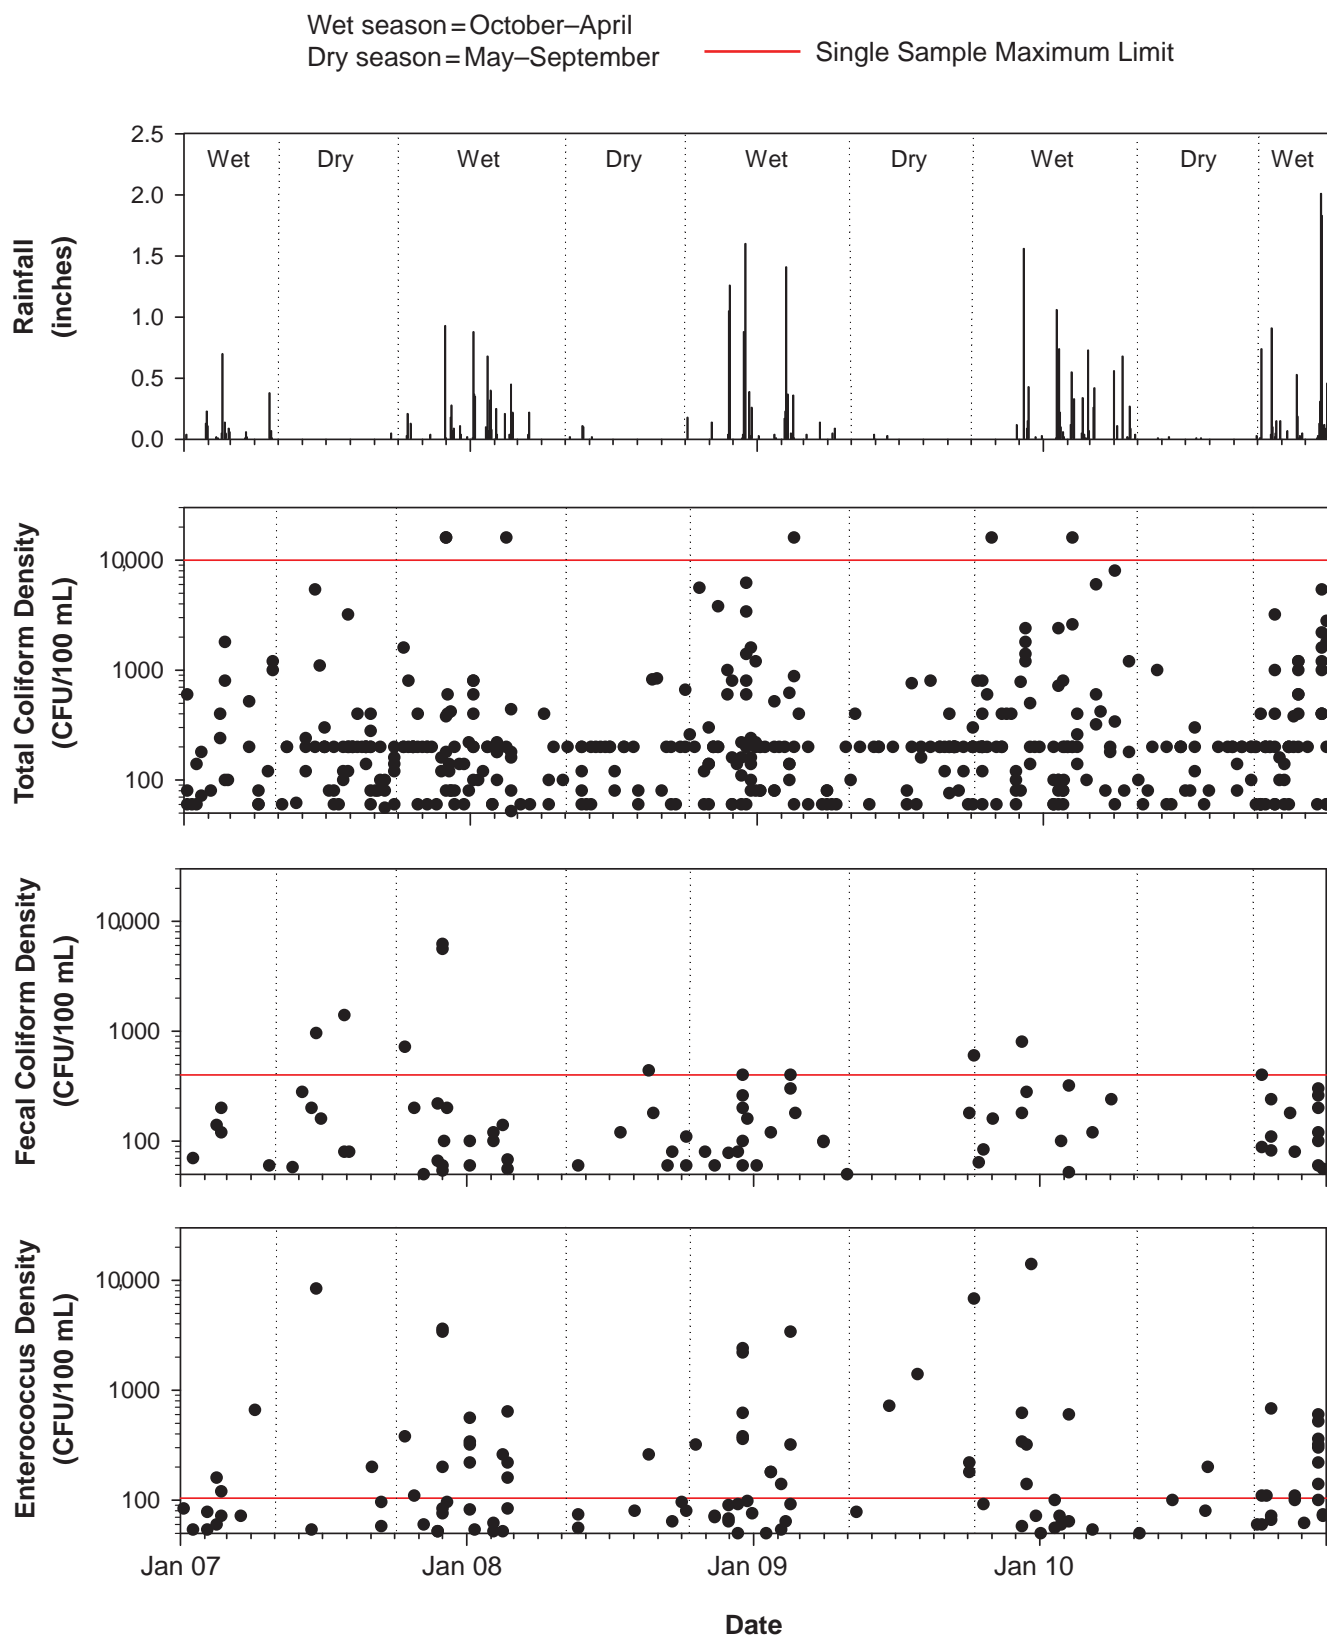 Wet season=October–April
Dry season=May–September
Single Sample Maximum Limit
Rainfall
(inches)
2.5
2.0
1.5
1.0
0.5
0.0
Wet
Dry
Wet
Dry
Wet
Dry
Wet
Dry
Wet
Total Coliform Density
(CFU/100 mL)
10,000
1000
100
Fecal Coliform Density
(CFU/100 mL)
10,000
1000
100
Enterococcus Density
(CFU/100 mL)
10,000
1000
100
Jan 07
Jan 08
Jan 09
Jan 10
Date